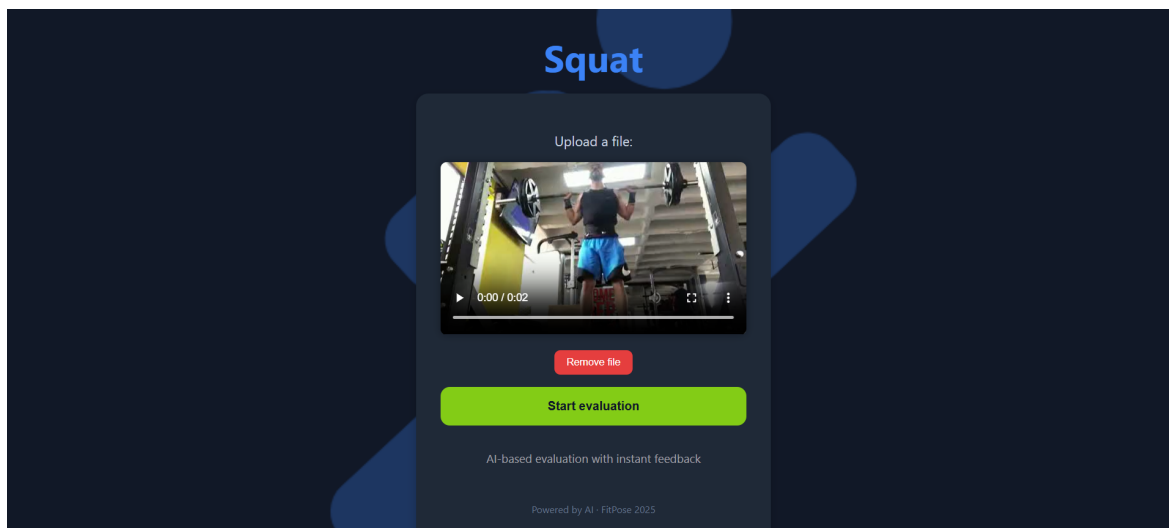 Squat
Upload a file:
0:00 / 0:02
Remove file
Start evaluation
AI-based evaluation with instant feedback
Powered by AI · FitPose 2025